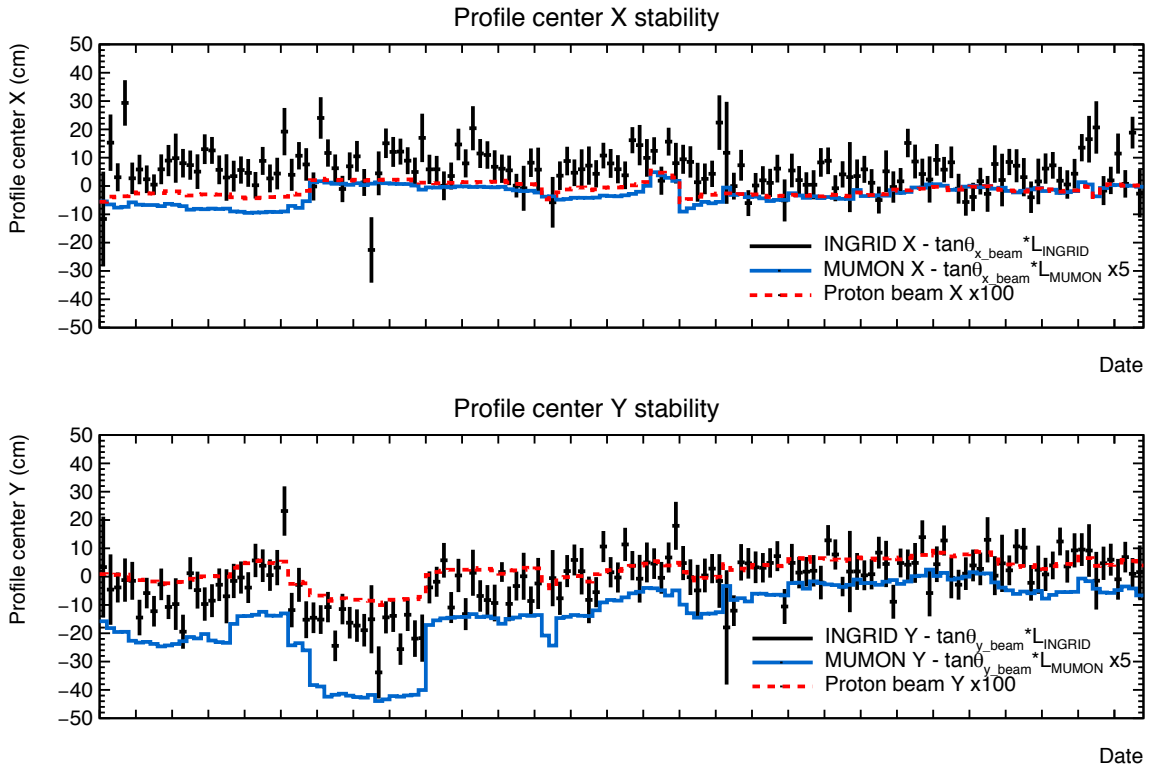 Profile center X stability
Profile center X (cm)
50
40
30
20
10
0
−10
−20
−30
−40
−50
INGRID X - tanθx_beam*LINGRID
MUMON X - tanθx_beam*LMUMON x5
Proton beam X x100
Date
Profile center Y stability
Profile center Y (cm)
50
40
30
20
10
0
−10
−20
−30
−40
−50
INGRID Y - tanθy_beam*LINGRID
MUMON Y - tanθy_beam*LMUMON x5
Proton beam Y x100
Date